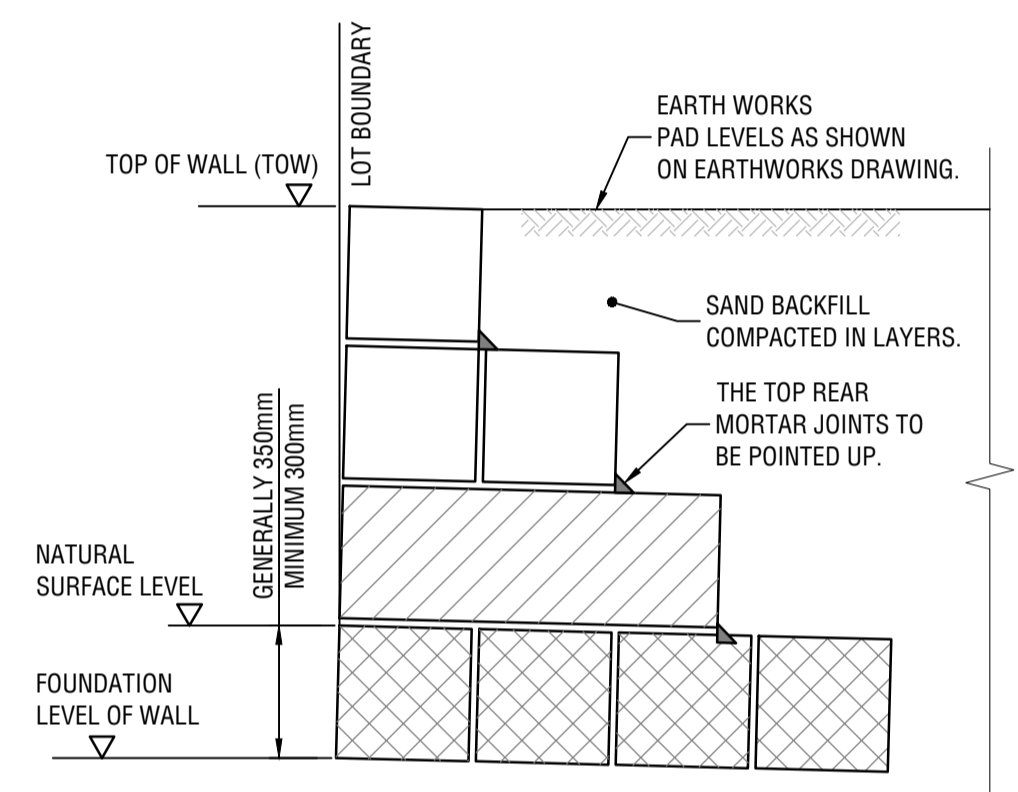 LOT BOUNDARY
EARTH WORKS
PAD LEVELS AS SHOWN
ON EARTHWORKS DRAWING.
TOP OF WALL (TOW)
SAND BACKFILL
COMPACTED IN LAYERS.
THE TOP REAR
MORTAR JOINTS TO
BE POINTED UP.
GENERALLY 350mm
MINIMUM 300mm
NATURAL
SURFACE LEVEL
FOUNDATION
LEVEL OF WALL